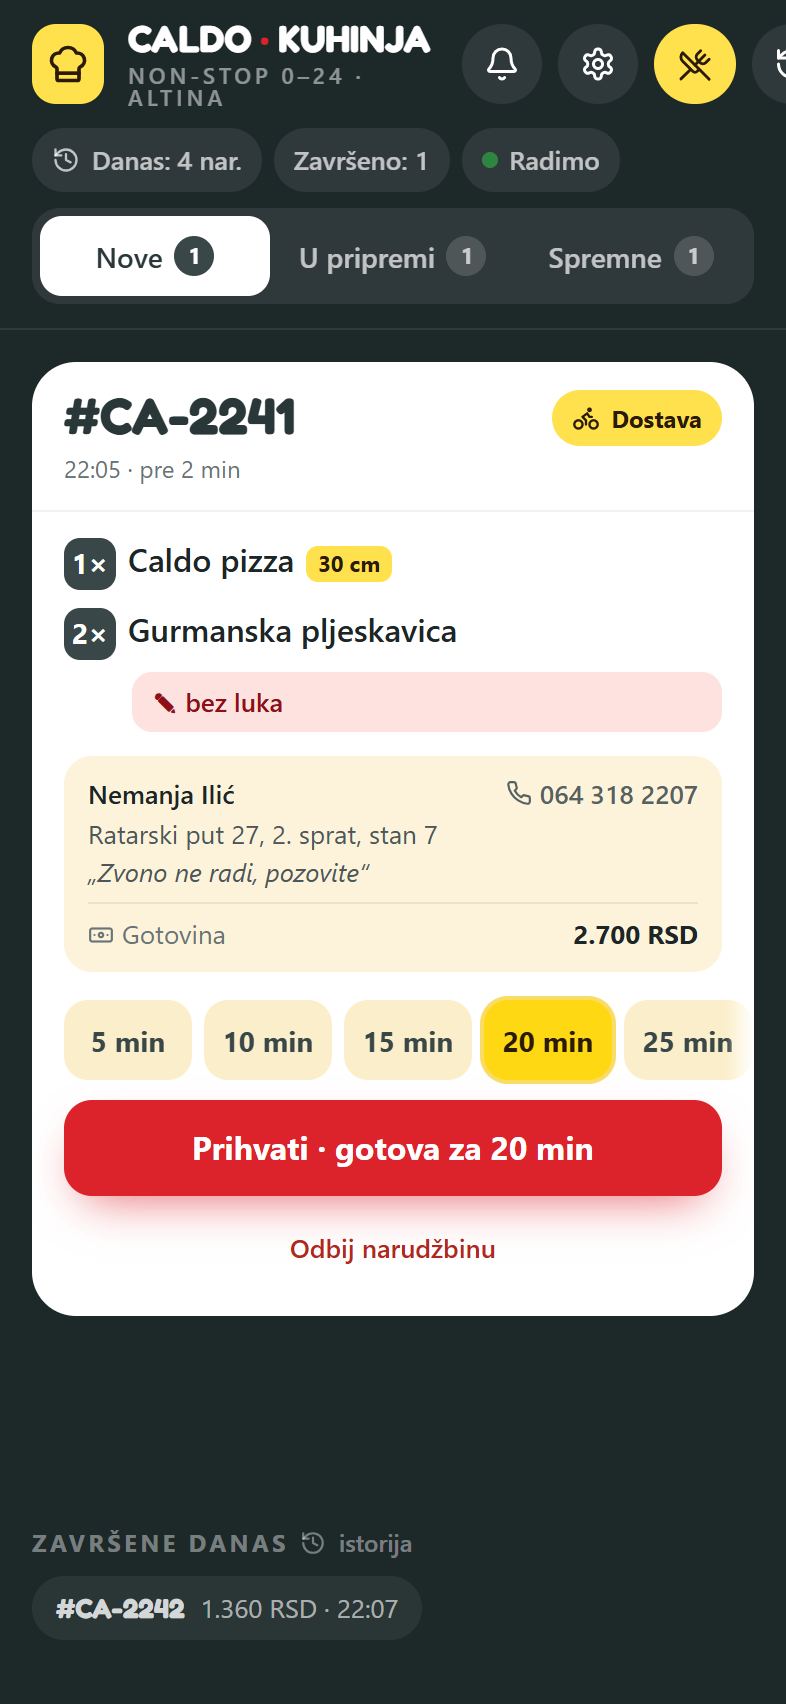 CALDO · KUHINJA
NON-STOP 0–24 ·
ALTINA
Danas: 4 nar.
Završeno: 1
Radimo
Nove 1
U pripremi 1
Spremne 1
#CA-2241
Dostava
22:05 · pre 2 min
1× Caldo pizza 30 cm
2× Gurmanska pljeskavica
bez luka
Nemanja Ilić
064 318 2207
Ratarski put 27, 2. sprat, stan 7
„Zvono ne radi, pozovite“
Gotovina
2.700 RSD
5 min
10 min
15 min
20 min
25 min
Prihvati · gotova za 20 min
Odbij narudžbinu
ZAVRŠENE DANAS istorija
#CA-2242 1.360 RSD · 22:07